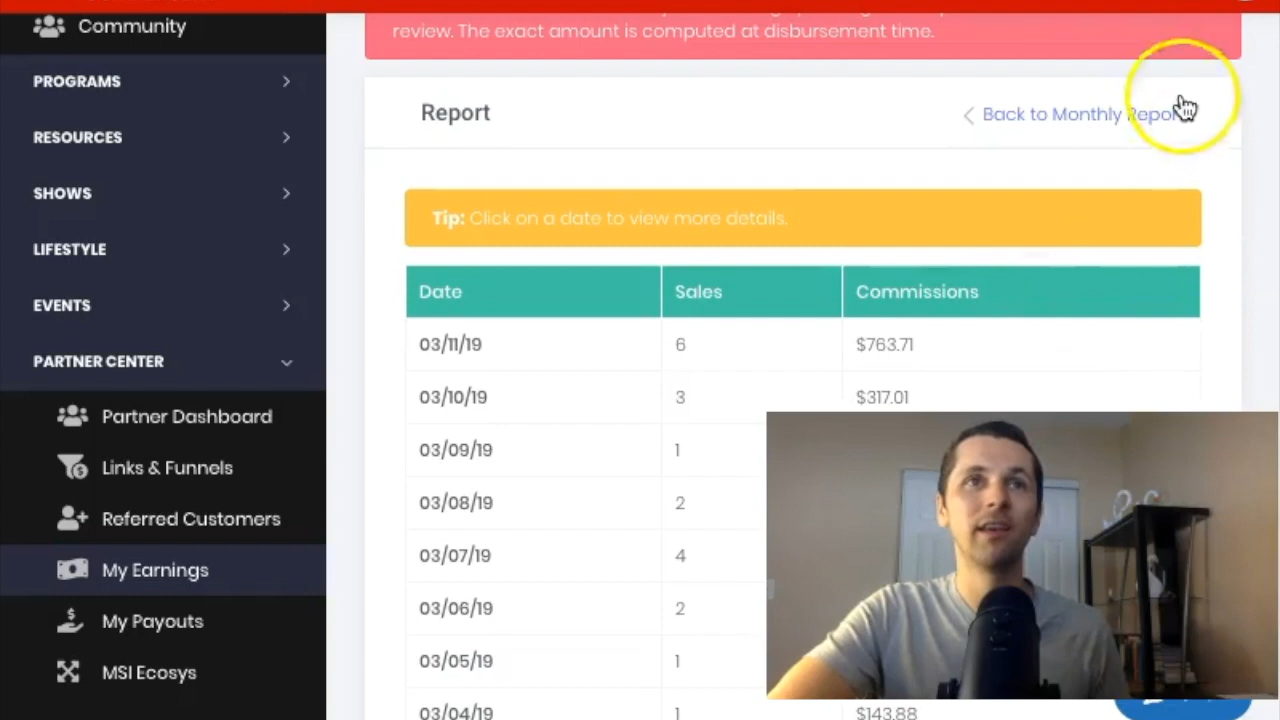 Community
PROGRAMS
RESOURCES
SHOWS
LIFESTYLE
EVENTS
PARTNER CENTER
Partner Dashboard
Links & Funnels
Referred Customers
My Earnings
My Payouts
MSI Ecosys
review. The exact amount is computed at disbursement time.
Report
Back to Monthly Report
Tip: Click on a date to view more details.
Date Sales Commissions
03/11/19 6 $763.71
03/10/19 3 $317.01
03/09/19 1
03/08/19 2
03/07/19 4
03/06/19 2
03/05/19 1
03/04/19 1 $143.88